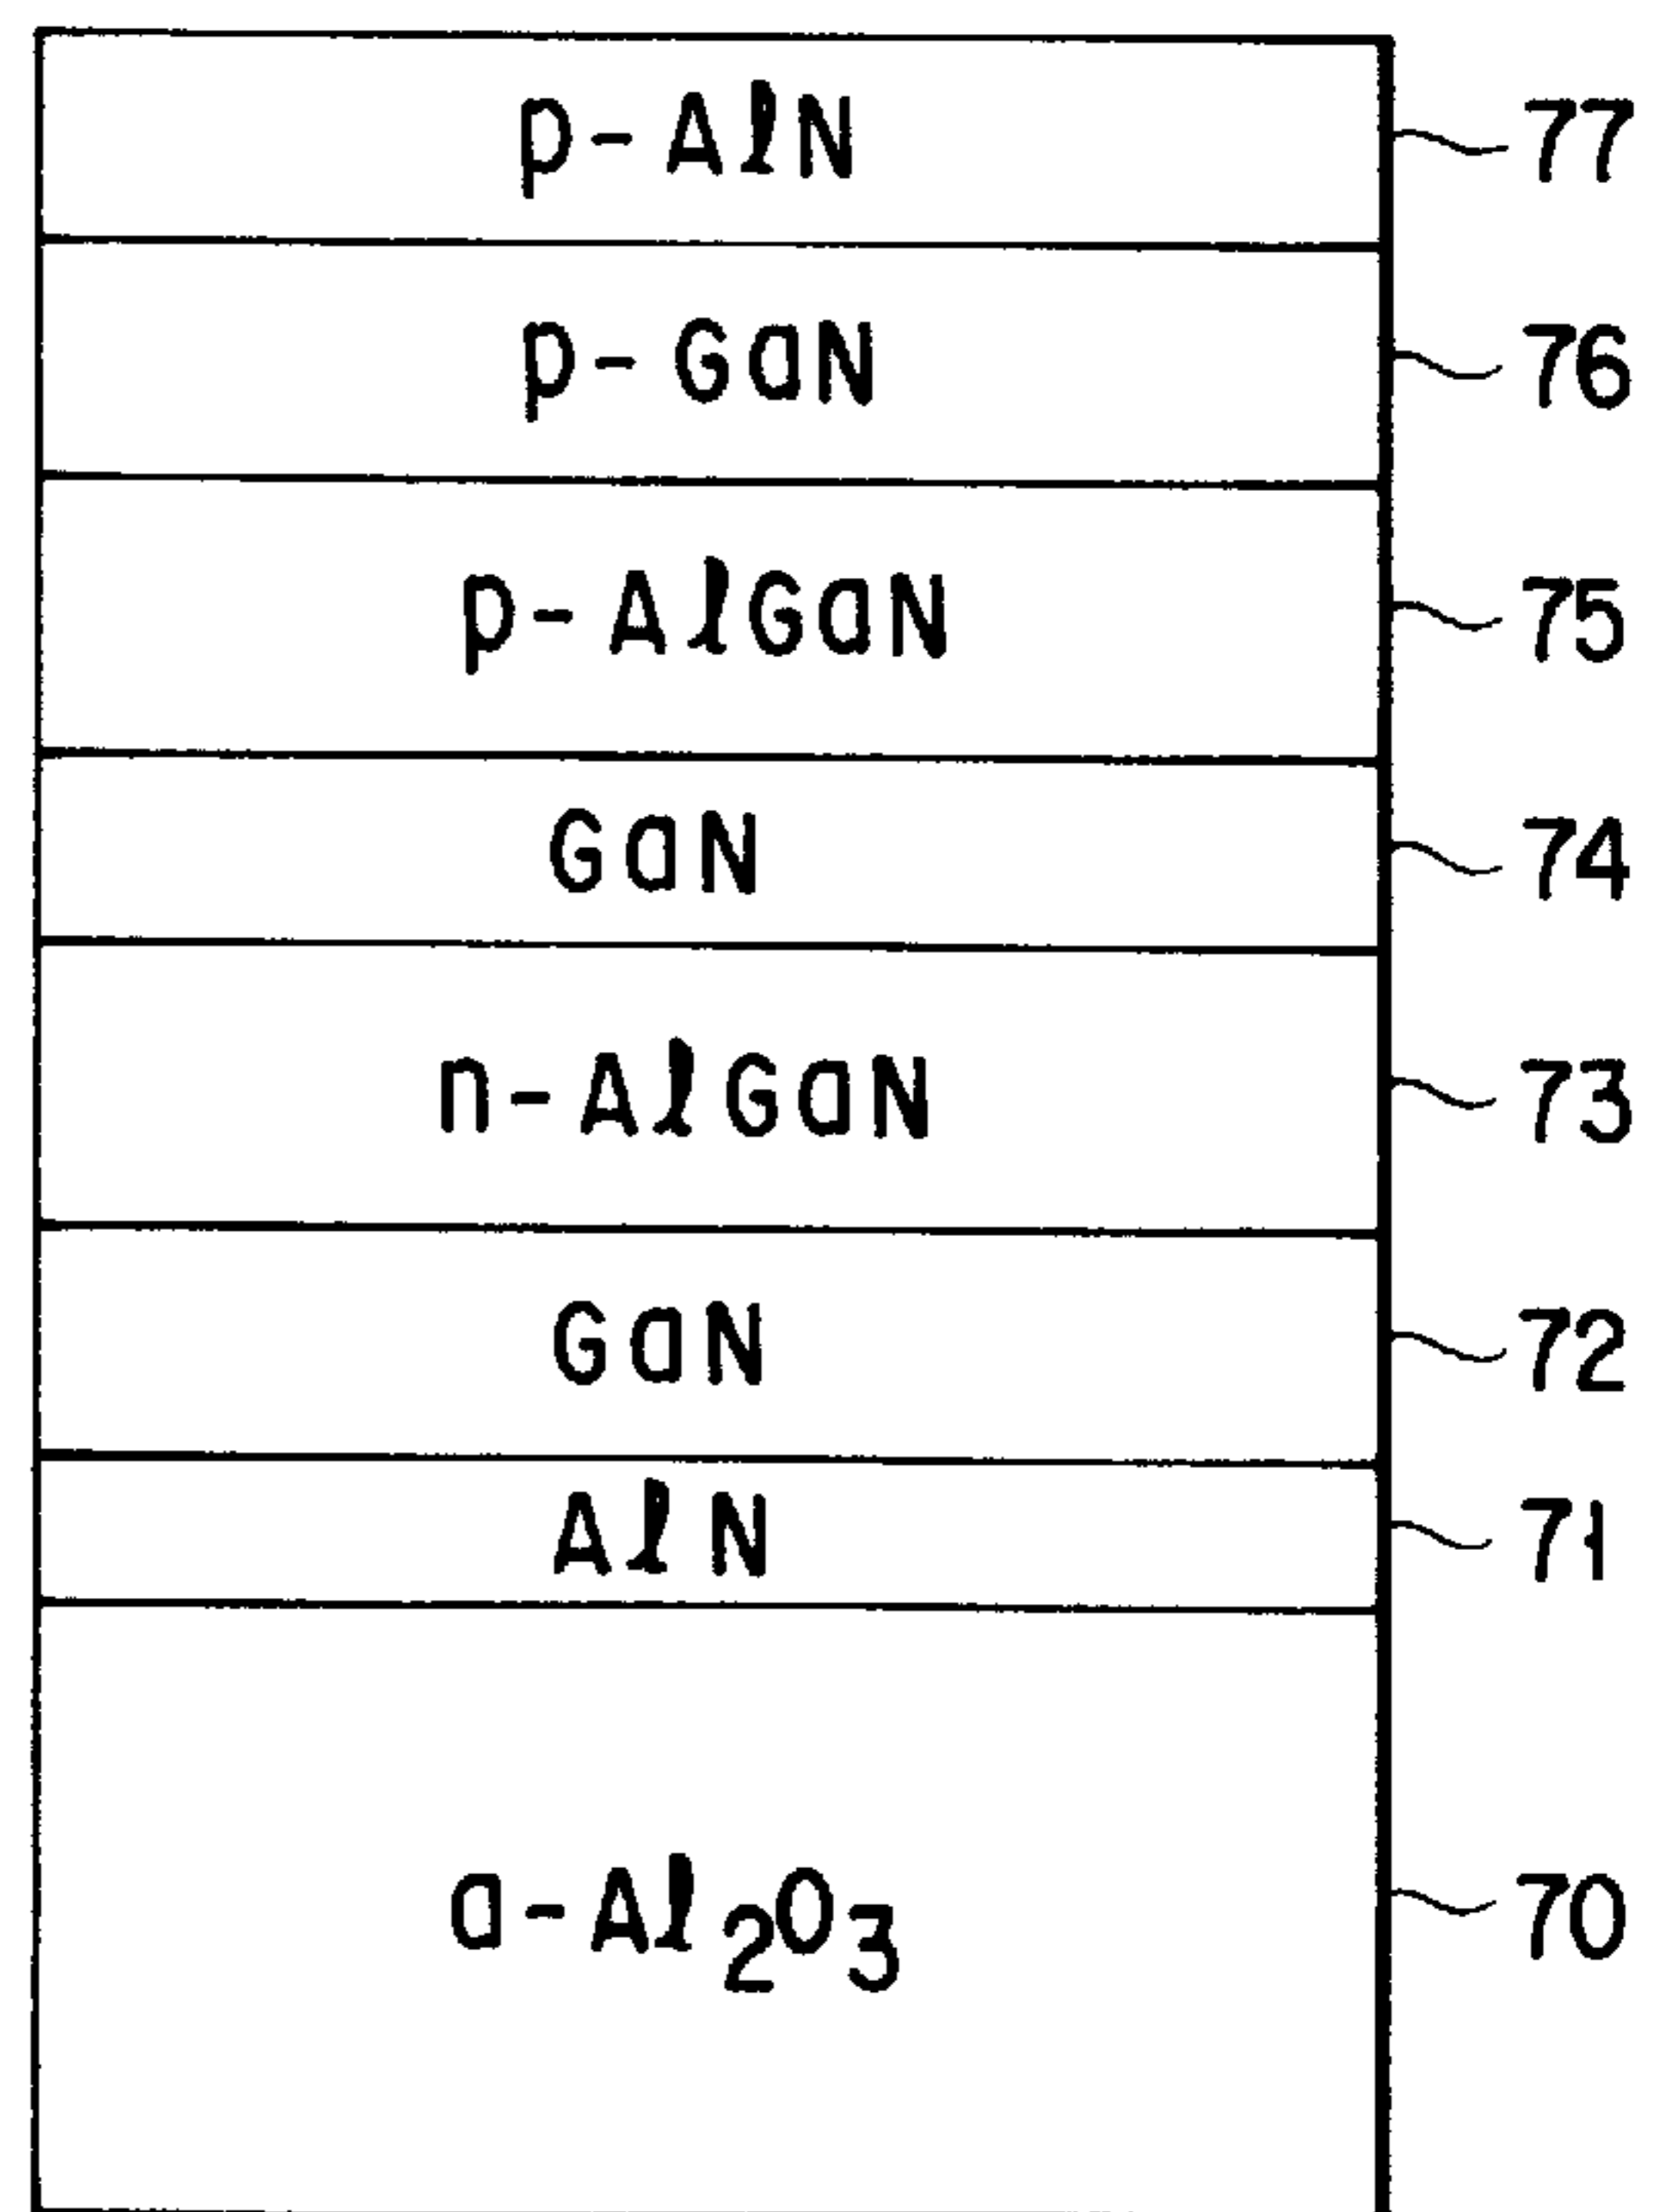 p-AlN 77
p-GaN 76
p-AlGaN 75
GaN 74
n-AlGaN 73
GaN 72
AlN 71
a-Al₂O₃ 70